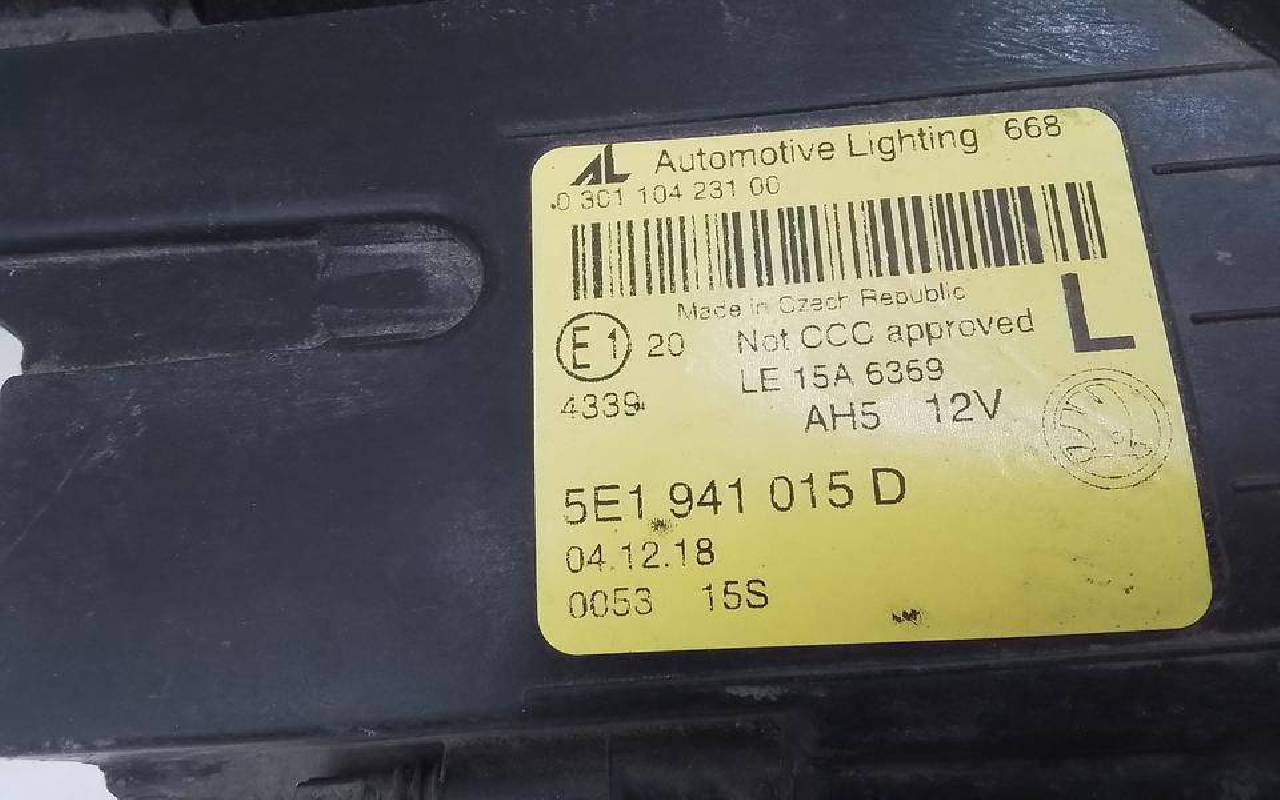 AL Automotive Lighting 668
0 301 104 231 00
Made in Czech Republic
E1 20 Not CCC approved L
LE 15A 6369
4339 AH5 12V
5E1 941 015 D
04.12.18
0053 15S